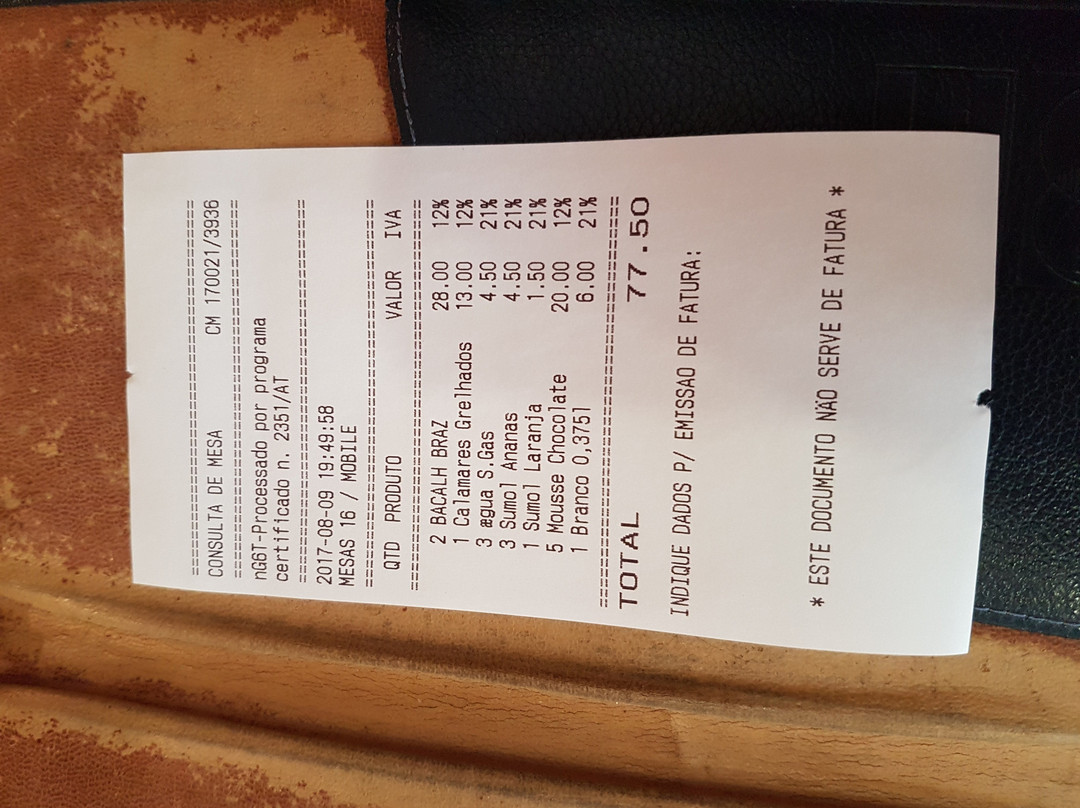 ================================
CONSULTA DE MESA CM 170021/3936
================================
nG6T-Processado por programa
certificado n. 2351/AT
================================
2017-08-09 19:49:58
MESAS 16 / MOBILE
================================
QTD PRODUTO VALOR IVA
================================
2 BACALH BRAZ 28.00 12%
1 Calamares Grelhados 13.00 12%
3 ægua S.Gas 4.50 21%
3 Sumol Ananas 4.50 21%
1 Sumol Laranja 1.50 21%
5 Mousse Chocolate 20.00 12%
1 Branco 0,375l 6.00 21%
================================
TOTAL 77.50
INDIQUE DADOS P/ EMISSAO DE FATURA:
* ESTE DOCUMENTO NÃO SERVE DE FATURA *